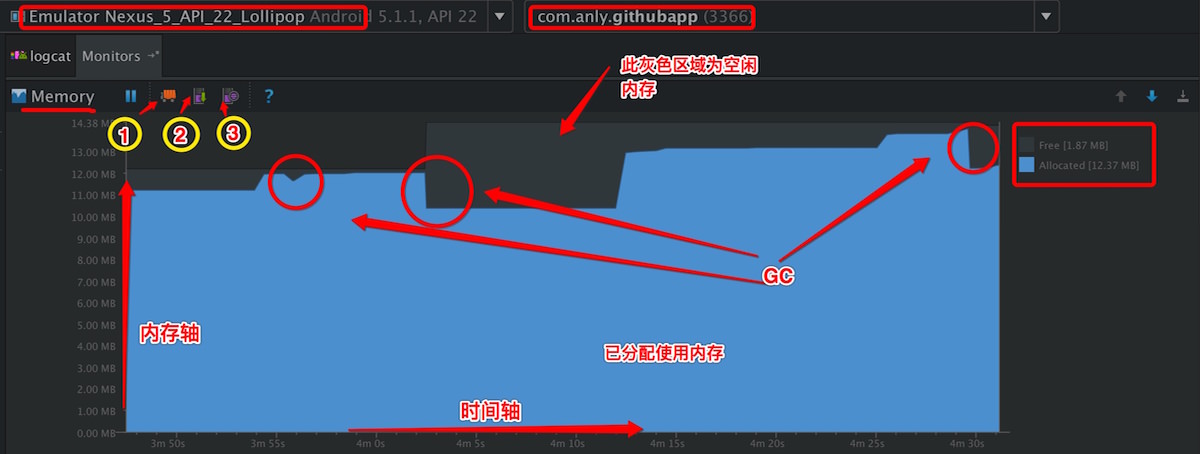 Emulator Nexus_5_API_22_Lollipop Android 5.1.1, API 22
com.anly.githubapp (3366)
logcat
Monitors
Memory
?
1
2
3
此灰色区域为空闲
内存
14.38 MB
13.00 MB
12.00 MB
11.00 MB
10.00 MB
9.00 MB
8.00 MB
7.00 MB
6.00 MB
5.00 MB
4.00 MB
3.00 MB
2.00 MB
1.00 MB
0.00 MB
Free [1.87 MB]
Allocated [12.37 MB]
GC
内存轴
已分配使用内存
时间轴
3m 50s
3m 55s
4m 0s
4m 5s
4m 10s
4m 15s
4m 20s
4m 25s
4m 30s